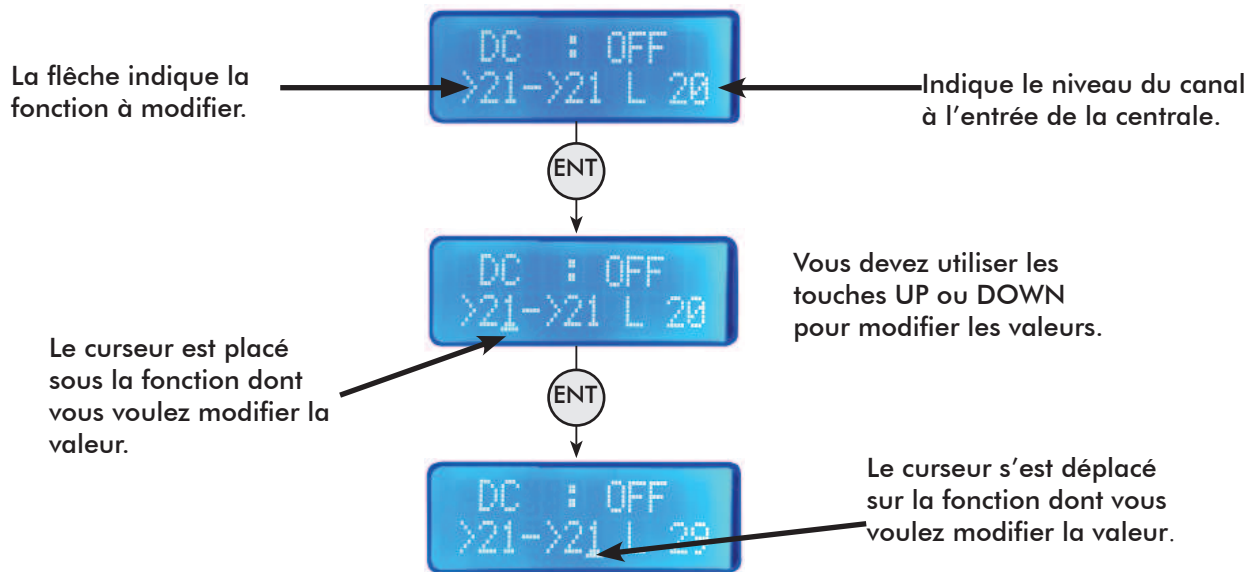 DC : OFF
>21->21 L 20
La flêche indique la
fonction à modifier.
Indique le niveau du canal
à l'entrée de la centrale.
ENT
DC : OFF
>21->21 L 20
Vous devez utiliser les
touches UP ou DOWN
pour modifier les valeurs.
Le curseur est placé
sous la fonction dont
vous voulez modifier la
valeur.
ENT
DC : OFF
>21->21 L 29
Le curseur s'est déplacé
sur la fonction dont vous
voulez modifier la valeur.